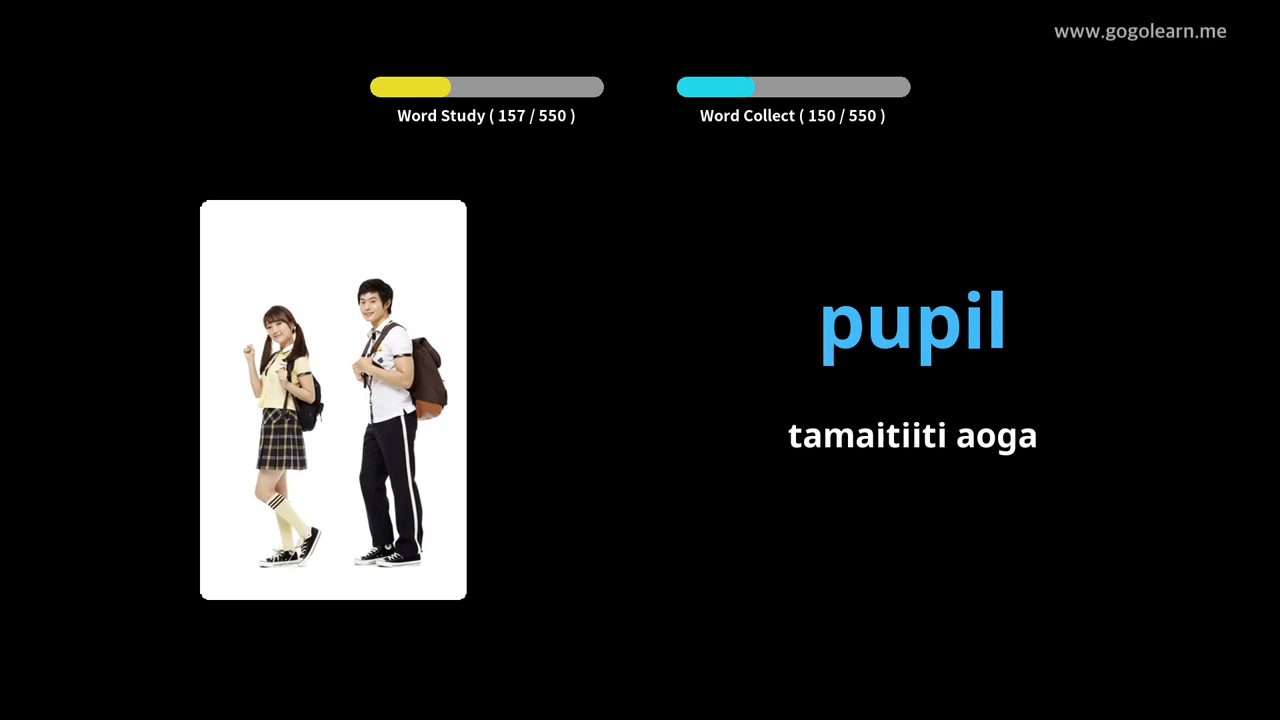 www.gogolearn.me
Word Study ( 157 / 550 )
Word Collect ( 150 / 550 )
pupil
tamaitiiti aoga